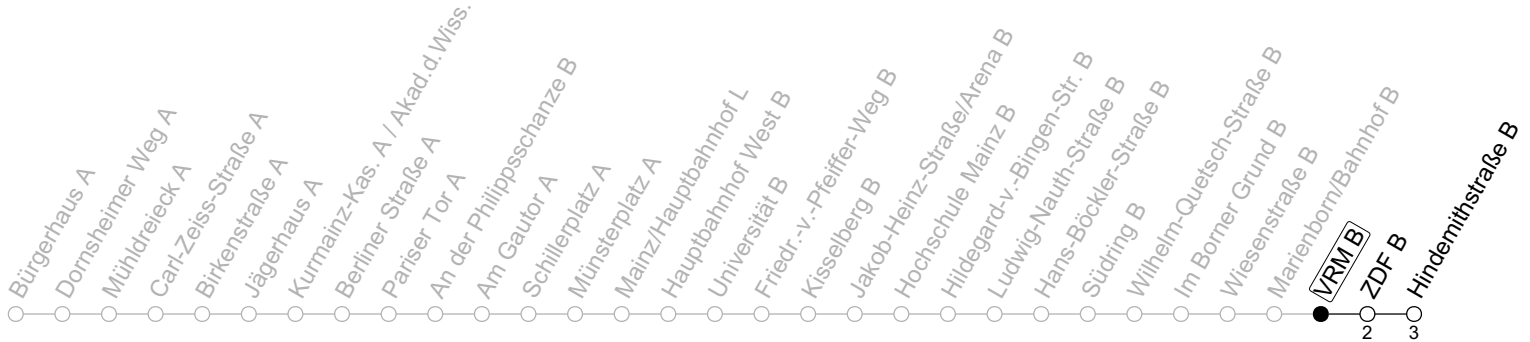 Bürgerhaus A
Dornsheimer Weg A
Mühldreieck A
Carl-Zeiss-Straße A
Birkenstraße A
Jägerhaus A
Kurmainz-Kas. A / Akad.d.Wiss.
Berliner Straße A
Pariser Tor A
An der Philippsschanze B
Am Gautor A
Schillerplatz A
Münsterplatz A
Mainz/Hauptbahnhof L
Hauptbahnhof West B
Universität B
Friedr.-v.-Pfeiffer-Weg B
Kisselberg B
Jakob-Heinz-Straße/Arena B
Hochschule Mainz B
Hildegard-v.-Bingen-Str. B
Ludwig-Nauth-Straße B
Hans-Böckler-Straße B
Südring B
Wilhelm-Quetsch-Straße B
Im Borner Grund B
Wiesenstraße B
Marienborn/Bahnhof B
VRM B
ZDF B
Hindemithstraße B
2
3